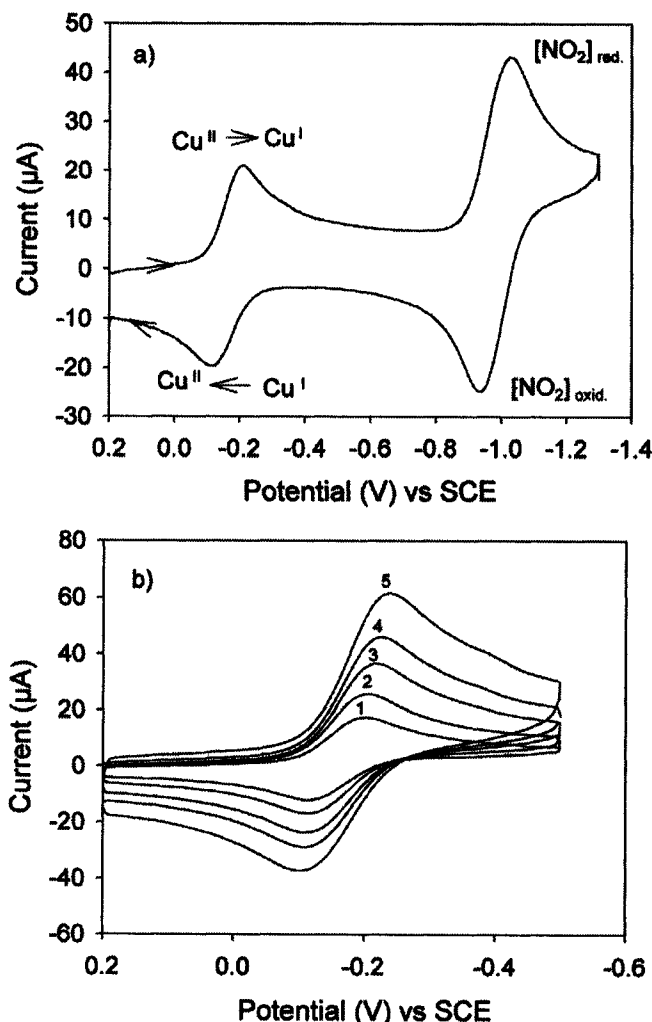 a)
[NO₂] red.
Cu^II → Cu^I
Cu^II ← Cu^I
[NO₂] oxid.
50
40
30
20
10
0
-10
-20
-30
Current (µA)
0.2 0.0 -0.2 -0.4 -0.6 -0.8 -1.0 -1.2 -1.4
Potential (V) vs SCE
b)
5
4
3
2
1
80
60
40
20
0
-20
-40
-60
Current (µA)
0.2 0.0 -0.2 -0.4 -0.6
Potential (V) vs SCE